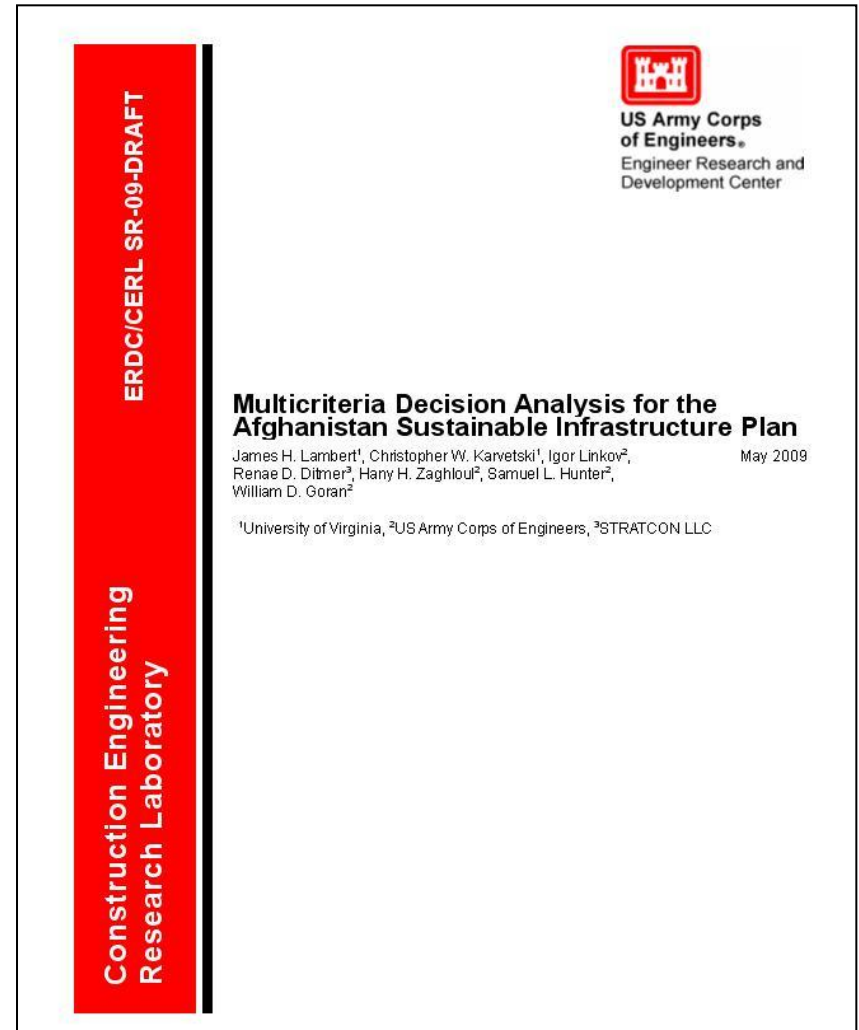 ERDC/CERL SR-09-DRAFT
Construction Engineering
Research Laboratory
US Army Corps
of Engineers®
Engineer Research and
Development Center
Multicriteria Decision Analysis for the
Afghanistan Sustainable Infrastructure Plan
James H. Lambert¹, Christopher W. Karvetski¹, Igor Linkov², May 2009
Renae D. Ditmer³, Hany H. Zaghloul², Samuel L. Hunter²,
William D. Goran²
¹University of Virginia, ²US Army Corps of Engineers, ³STRATCON LLC